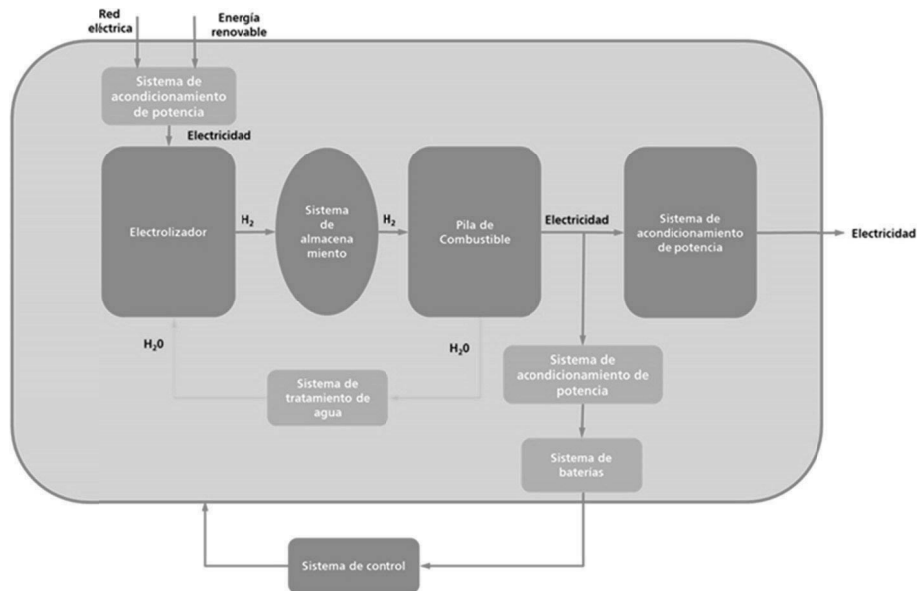 Red
eléctrica
Energía
renovable
Sistema de
acondicionamiento
de potencia
Electricidad
Electrolizador
H₂
Sistema
de
almacena
miento
H₂
Pila de
Combustible
Electricidad
Sistema de
acondicionamiento
de potencia
Electricidad
H₂0
H₂0
Sistema de
tratamiento de
agua
Sistema de
acondicionamiento de
potencia
Sistema de
baterías
Sistema de control